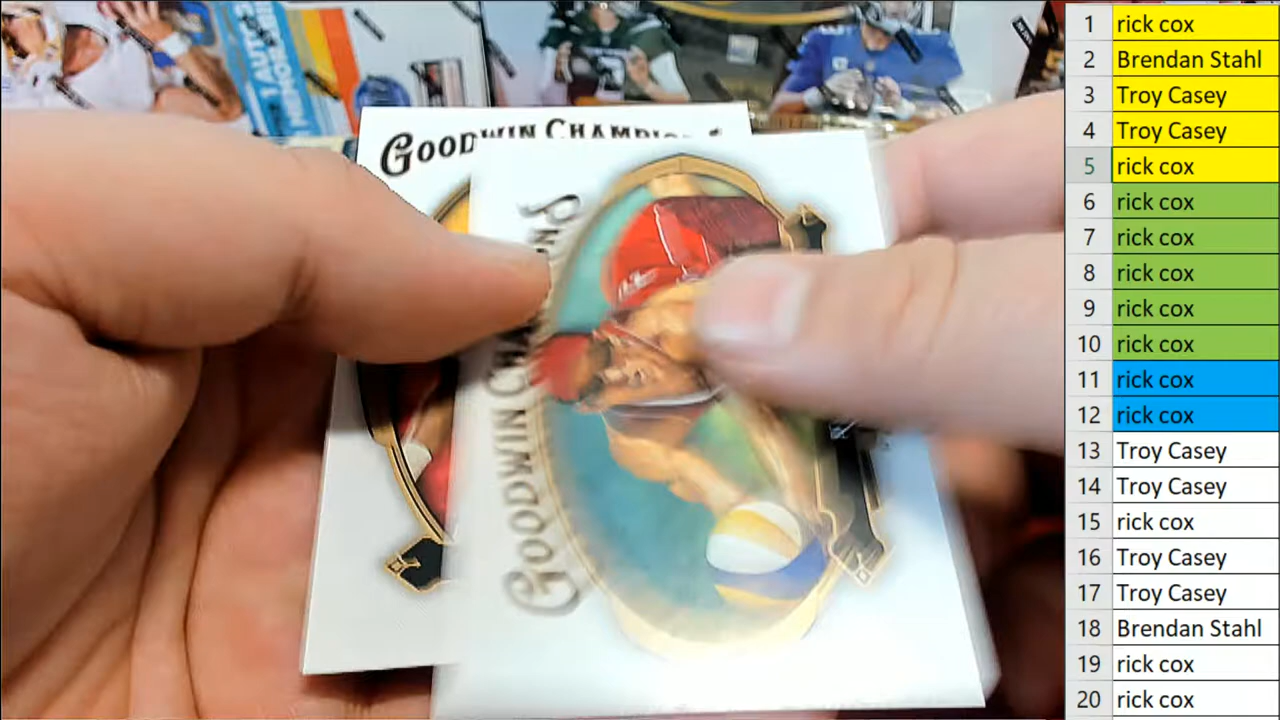 1 AUTO
MEMOR
GOODWIN CHAMPIO
GOODWIN CHA
1 rick cox
2 Brendan Stahl
3 Troy Casey
4 Troy Casey
5 rick cox
6 rick cox
7 rick cox
8 rick cox
9 rick cox
10 rick cox
11 rick cox
12 rick cox
13 Troy Casey
14 Troy Casey
15 rick cox
16 Troy Casey
17 Troy Casey
18 Brendan Stahl
19 rick cox
20 rick cox